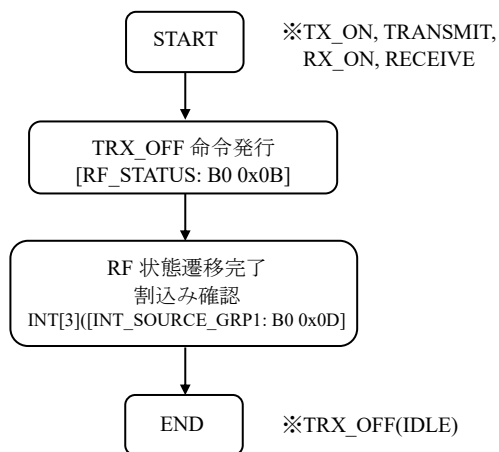 START
※TX_ON, TRANSMIT,
RX_ON, RECEIVE
TRX_OFF 命令発行
[RF_STATUS: B0 0x0B]
RF 状態遷移完了
割込み確認
INT[3]([INT_SOURCE_GRP1: B0 0x0D]
END
※TRX_OFF(IDLE)